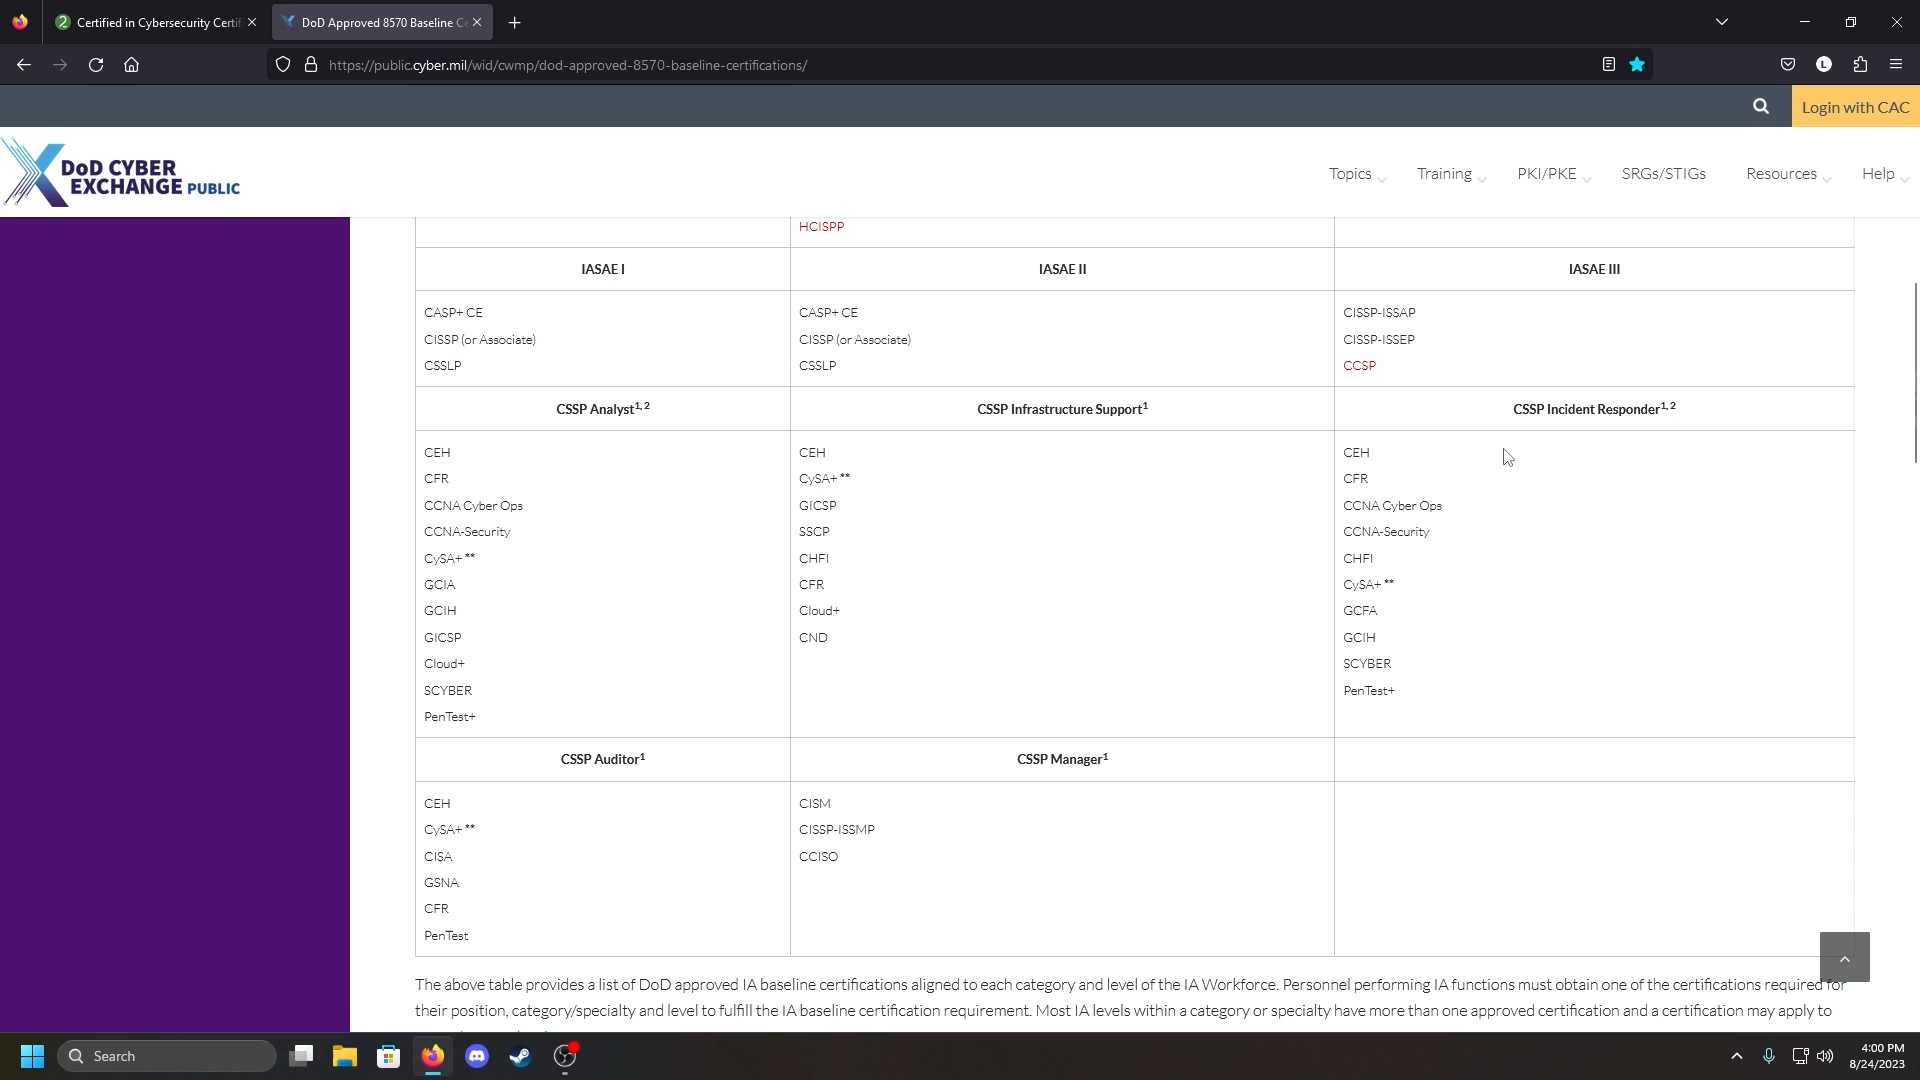 Certified in Cybersecurity Certifi
DoD Approved 8570 Baseline Ce
https://public.cyber.mil/wid/cwmp/dod-approved-8570-baseline-certifications/
L
Login with CAC
DoD CYBER
EXCHANGE PUBLIC
Topics
Training
PKI/PKE
SRGs/STIGs
Resources
Help
HCISPP
IASAE I
IASAE II
IASAE III
CASP+ CE
CISSP (or Associate)
CSSLP
CASP+ CE
CISSP (or Associate)
CSSLP
CISSP-ISSAP
CISSP-ISSEP
CCSP
CSSP Analyst1, 2
CSSP Infrastructure Support1
CSSP Incident Responder1, 2
CEH
CFR
CCNA Cyber Ops
CCNA-Security
CySA+ **
GCIA
GCIH
GICSP
Cloud+
SCYBER
PenTest+
CEH
CySA+ **
GICSP
SSCP
CHFI
CFR
Cloud+
CND
CEH
CFR
CCNA Cyber Ops
CCNA-Security
CHFI
CySA+ **
GCFA
GCIH
SCYBER
PenTest+
CSSP Auditor1
CSSP Manager1
CEH
CySA+ **
CISA
GSNA
CFR
PenTest
CISM
CISSP-ISSMP
CCISO
The above table provides a list of DoD approved IA baseline certifications aligned to each category and level of the IA Workforce. Personnel performing IA functions must obtain one of the certifications required for
their position, category/specialty and level to fulfill the IA baseline certification requirement. Most IA levels within a category or specialty have more than one approved certification and a certification may apply to
Search
4:00 PM
8/24/2023